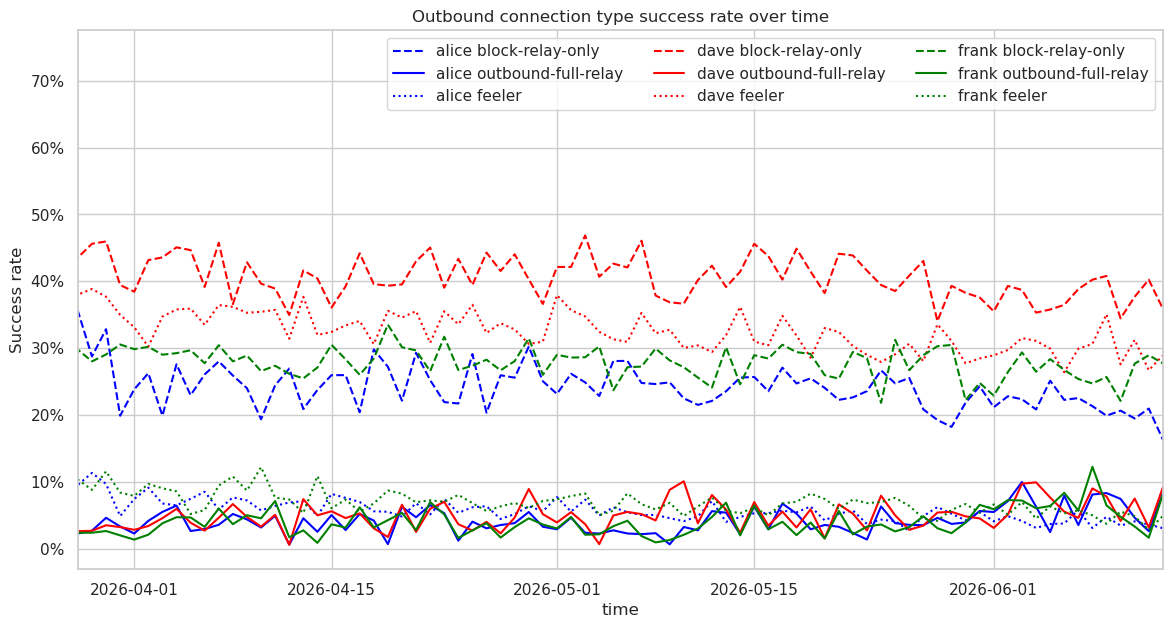 Outbound connection type success rate over time
alice block-relay-only
alice outbound-full-relay
alice feeler
dave block-relay-only
dave outbound-full-relay
dave feeler
frank block-relay-only
frank outbound-full-relay
frank feeler
Success rate
70%
60%
50%
40%
30%
20%
10%
0%
2026-04-01
2026-04-15
2026-05-01
2026-05-15
2026-06-01
time